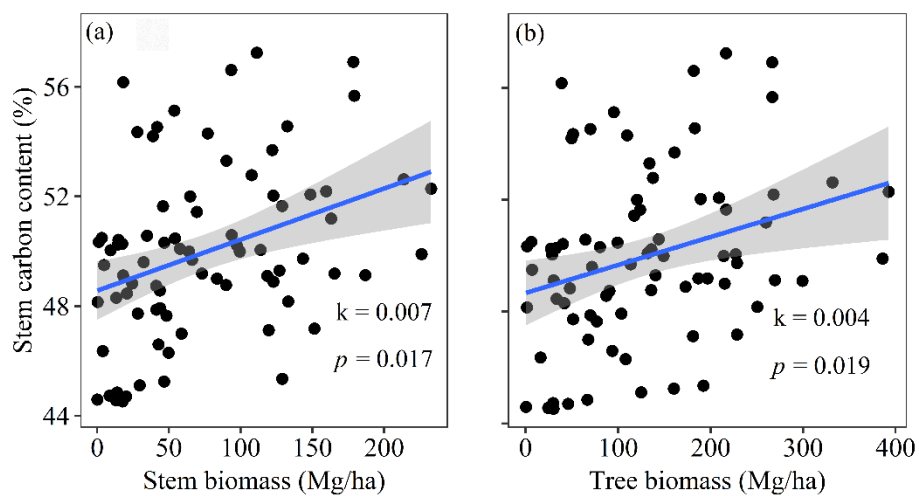 (a)
(b)
Stem carbon content (%)
56
52
48
44
k = 0.007
p = 0.017
k = 0.004
p = 0.019
0 50 100 150 200
0 100 200 300 400
Stem biomass (Mg/ha)
Tree biomass (Mg/ha)